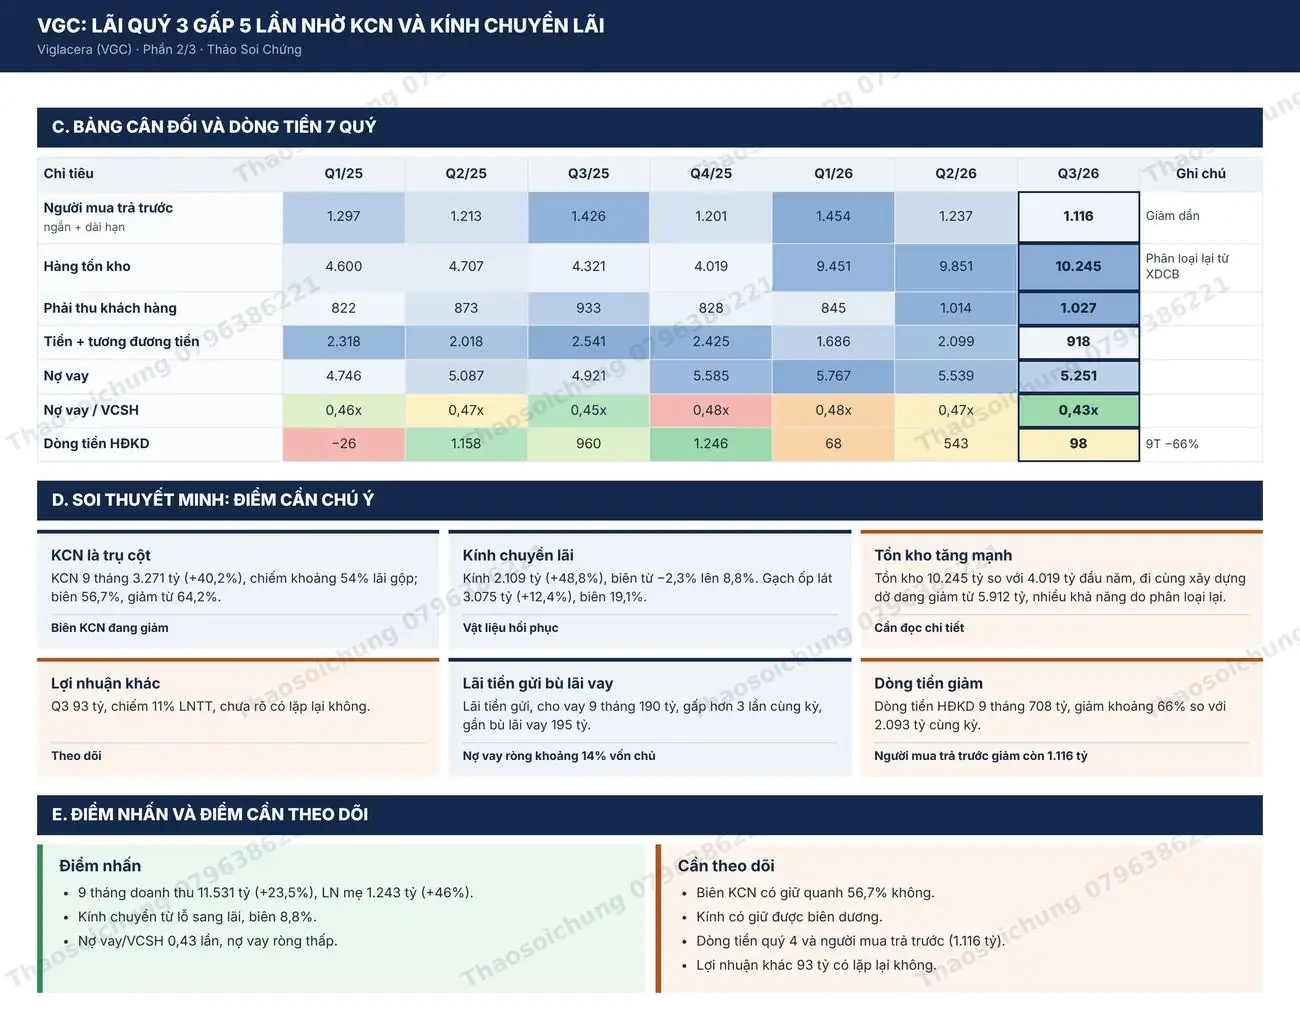 VGC: LÃI QUÝ 3 GẤP 5 LẦN NHỜ KCN VÀ KÍNH CHUYỂN LÃI
Viglacera (VGC) · Phần 2/3 · Thảo Soi Chứng
C. BẢNG CÂN ĐỐI VÀ DÒNG TIỀN 7 QUÝ
Chỉ tiêu Q1/25 Q2/25 Q3/25 Q4/25 Q1/26 Q2/26 Q3/26 Ghi chú
Người mua trả trước 1.297 1.213 1.426 1.201 1.454 1.237 1.116 Giảm dần
ngắn + dài hạn
Hàng tồn kho 4.600 4.707 4.321 4.019 9.451 9.851 10.245 Phân loại lại từ
XDCB
Phải thu khách hàng 822 873 933 828 845 1.014 1.027
Tiền + tương đương tiền 2.318 2.018 2.541 2.425 1.686 2.099 918
Nợ vay 4.746 5.087 4.921 5.585 5.767 5.539 5.251
Nợ vay / VCSH 0,46x 0,47x 0,45x 0,48x 0,48x 0,47x 0,43x
Dòng tiền HĐKD −26 1.158 960 1.246 68 543 98 9T −66%
D. SOI THUYẾT MINH: ĐIỂM CẦN CHÚ Ý
KCN là trụ cột
KCN 9 tháng 3.271 tỷ (+40,2%), chiếm khoảng 54% lãi gộp;
biên 56,7%, giảm từ 64,2%.
Biên KCN đang giảm
Kính chuyển lãi
Kính 2.109 tỷ (+48,8%), biên từ −2,3% lên 8,8%. Gạch ốp lát
3.075 tỷ (+12,4%), biên 19,1%.
Vật liệu hồi phục
Tồn kho tăng mạnh
Tồn kho 10.245 tỷ so với 4.019 tỷ đầu năm, đi cùng xây dựng
dở dang giảm từ 5.912 tỷ, nhiều khả năng do phân loại lại.
Cần đọc chi tiết
Lợi nhuận khác
Q3 93 tỷ, chiếm 11% LNTT, chưa rõ có lặp lại không.
Theo dõi
Lãi tiền gửi bù lãi vay
Lãi tiền gửi, cho vay 9 tháng 190 tỷ, gấp hơn 3 lần cùng kỳ,
gần bù lãi vay 195 tỷ.
Nợ vay ròng khoảng 14% vốn chủ
Dòng tiền giảm
Dòng tiền HĐKD 9 tháng 708 tỷ, giảm khoảng 66% so với
2.093 tỷ cùng kỳ.
Người mua trả trước giảm còn 1.116 tỷ
E. ĐIỂM NHẤN VÀ ĐIỂM CẦN THEO DÕI
Điểm nhấn
• 9 tháng doanh thu 11.531 tỷ (+23,5%), LN mẹ 1.243 tỷ (+46%).
• Kính chuyển từ lỗ sang lãi, biên 8,8%.
• Nợ vay/VCSH 0,43 lần, nợ vay ròng thấp.
Cần theo dõi
• Biên KCN có giữ quanh 56,7% không.
• Kính có giữ được biên dương.
• Dòng tiền quý 4 và người mua trả trước (1.116 tỷ).
• Lợi nhuận khác 93 tỷ có lặp lại không.
Thaosoichung 0796386221